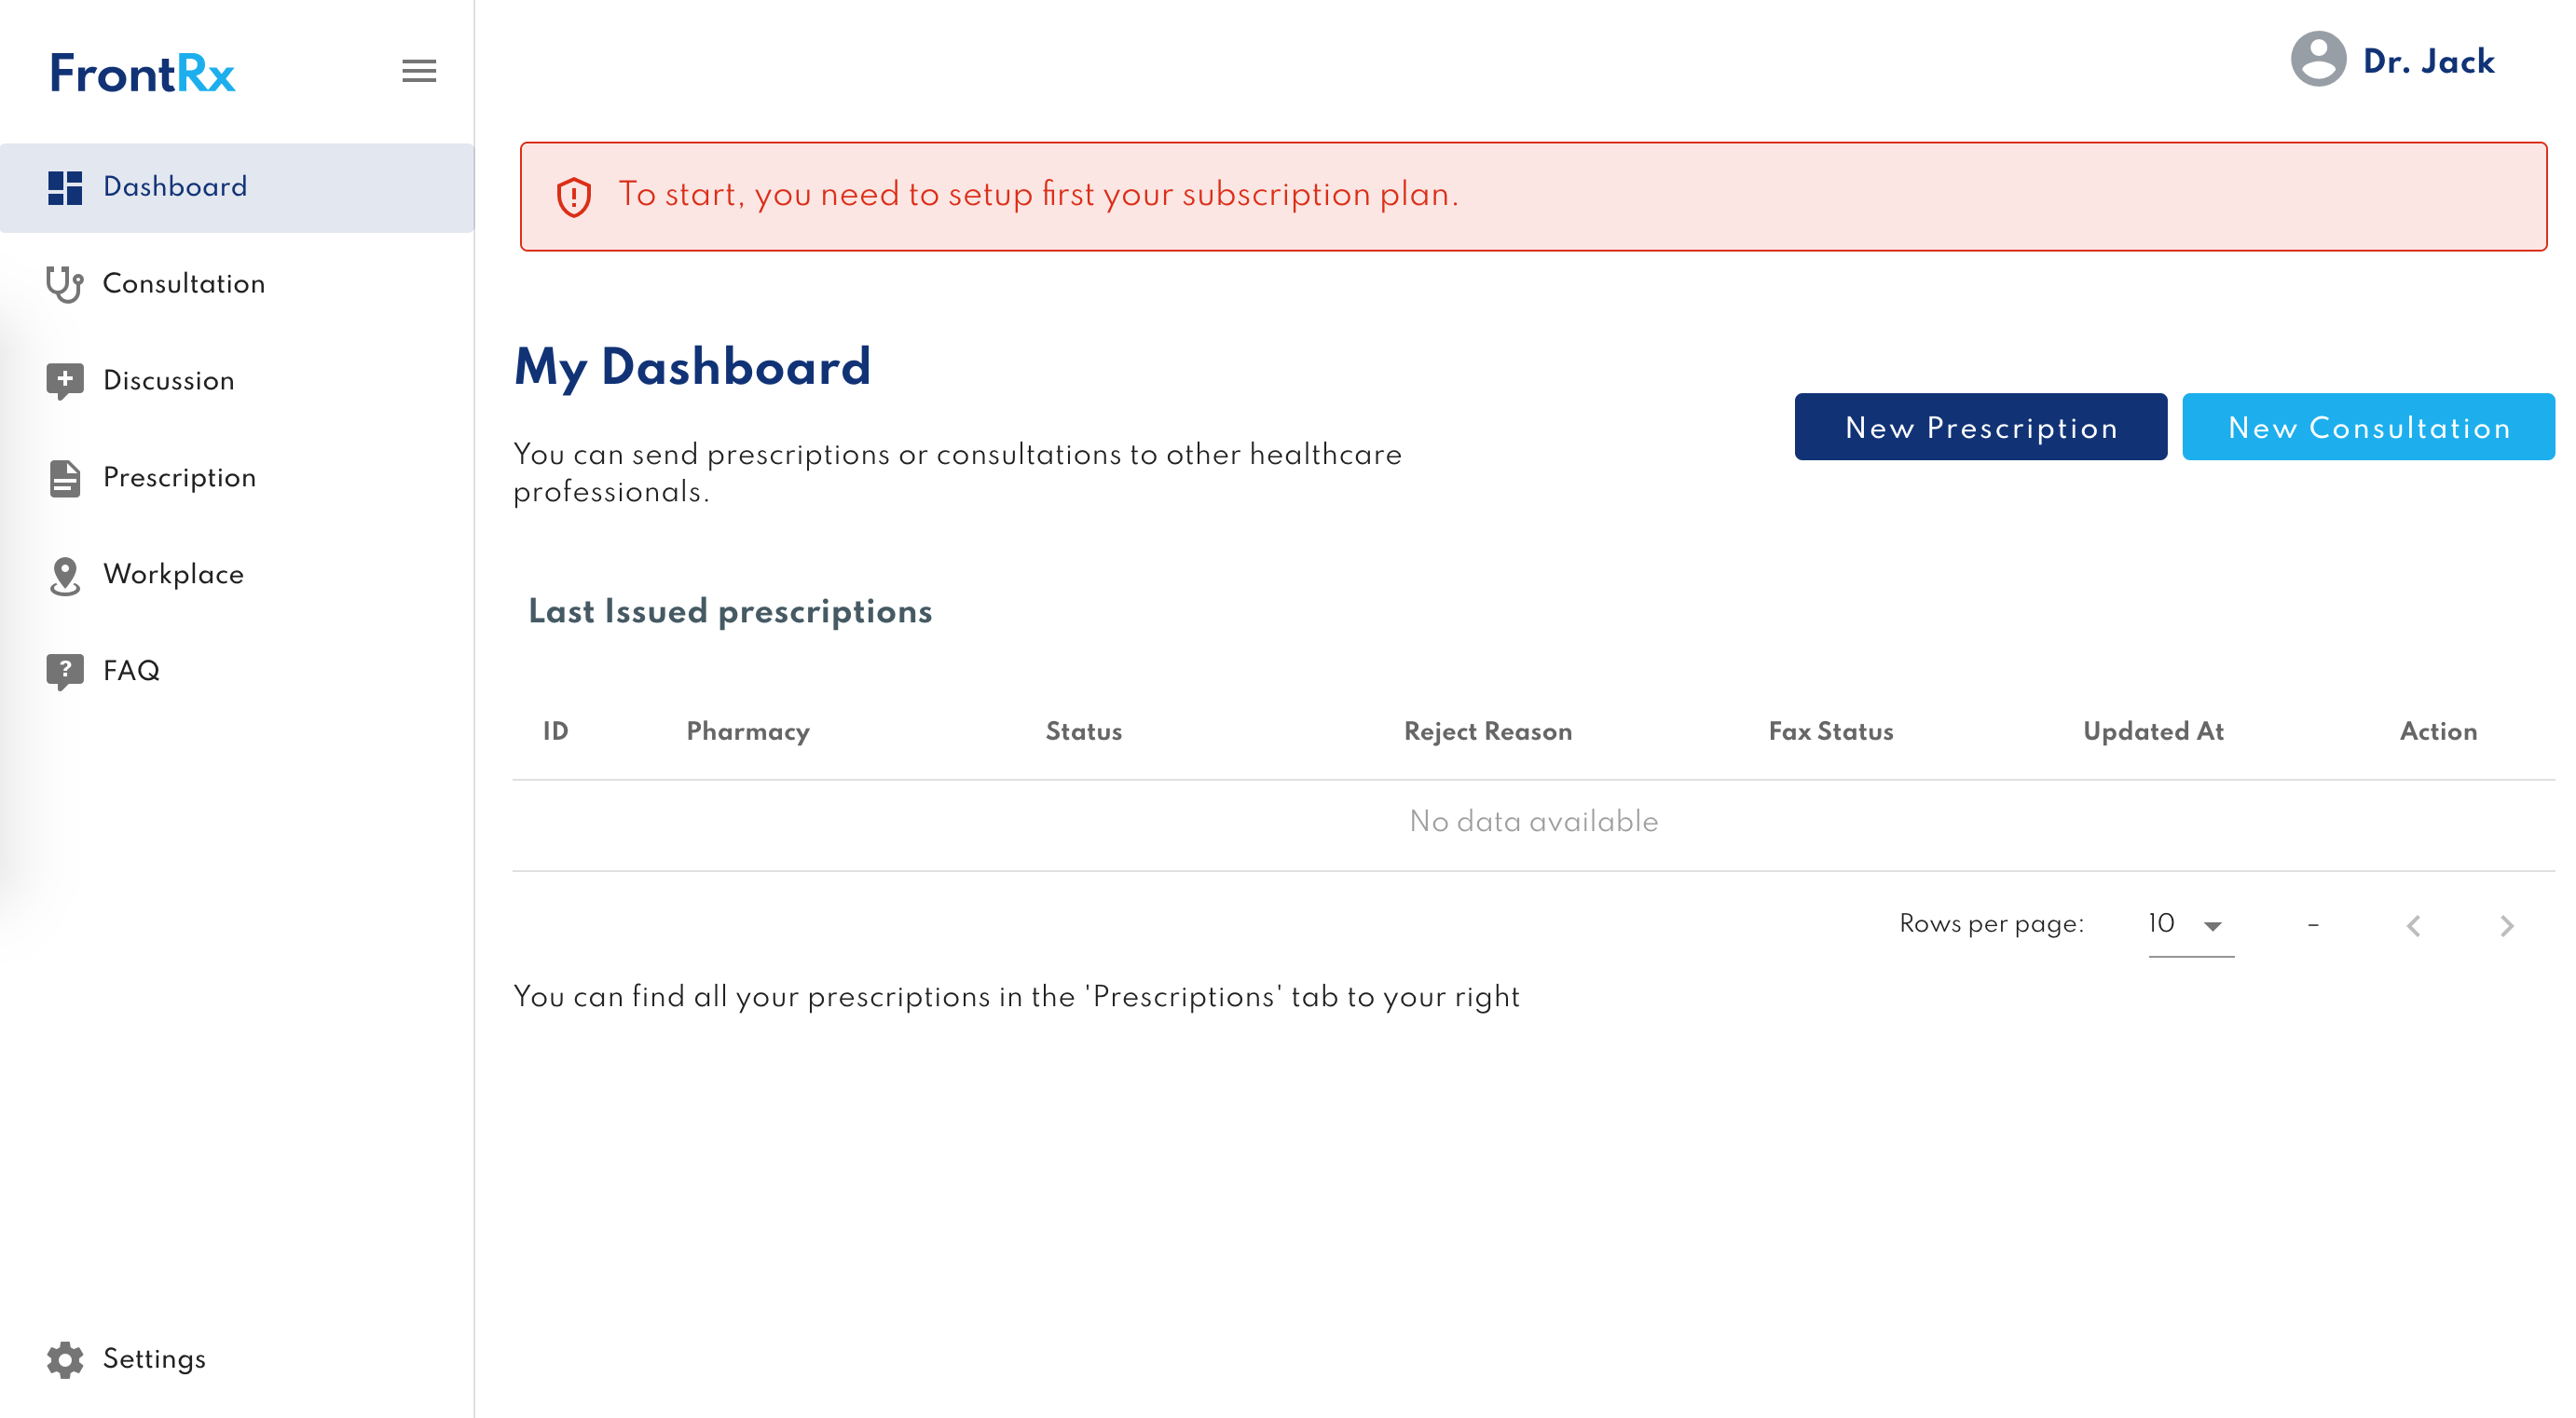 FrontRx
Dr. Jack
Dashboard
Consultation
Discussion
Prescription
Workplace
FAQ
Settings
To start, you need to setup first your subscription plan.
My Dashboard
You can send prescriptions or consultations to other healthcare
professionals.
New Prescription
New Consultation
Last Issued prescriptions
ID Pharmacy Status Reject Reason Fax Status Updated At Action
No data available
Rows per page: 10 –
You can find all your prescriptions in the 'Prescriptions' tab to your right